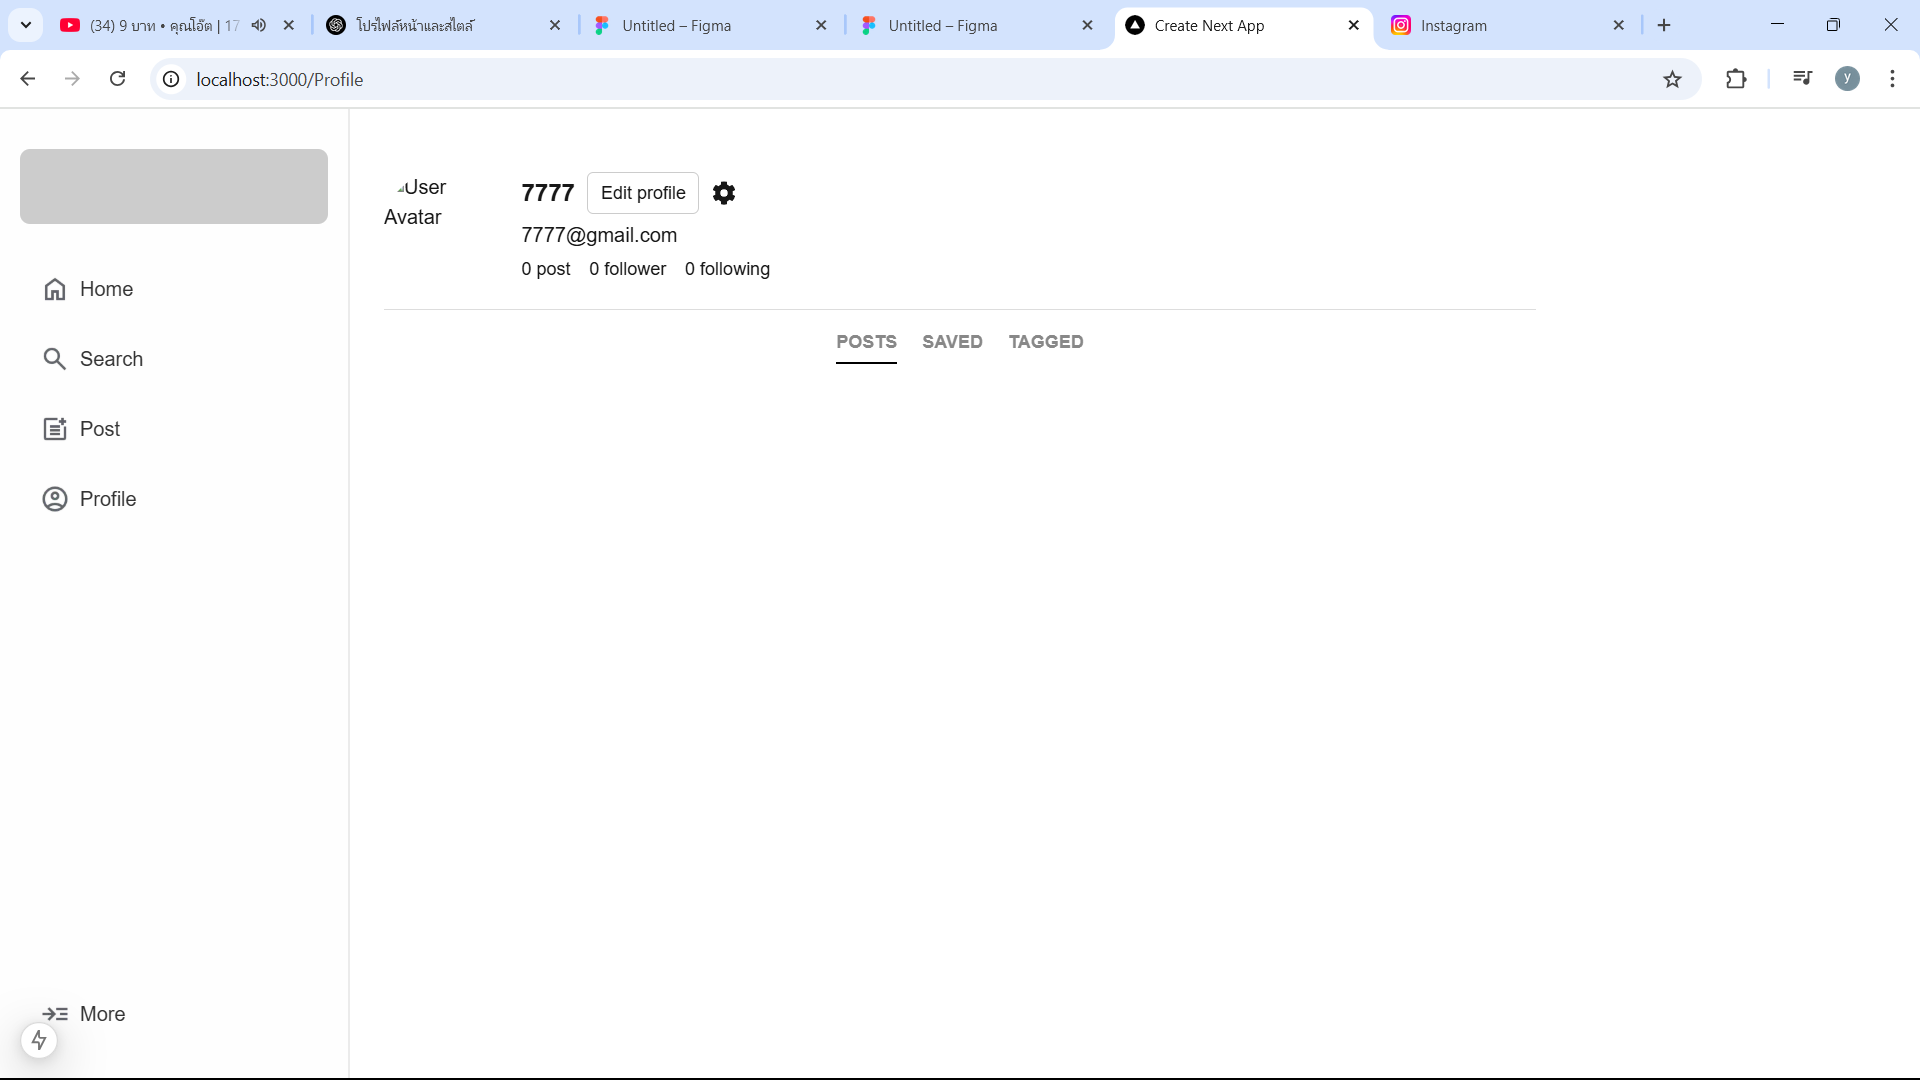 (34) 9 บาท • คุณโอ๊ต | 17
โปรไฟล์หน้าและสไตล์
Untitled – Figma
Untitled – Figma
Create Next App
Instagram
localhost:3000/Profile
y
User
Avatar
7777
Edit profile
7777@gmail.com
0 post 0 follower 0 following
POSTS SAVED TAGGED
Home
Search
Post
Profile
More